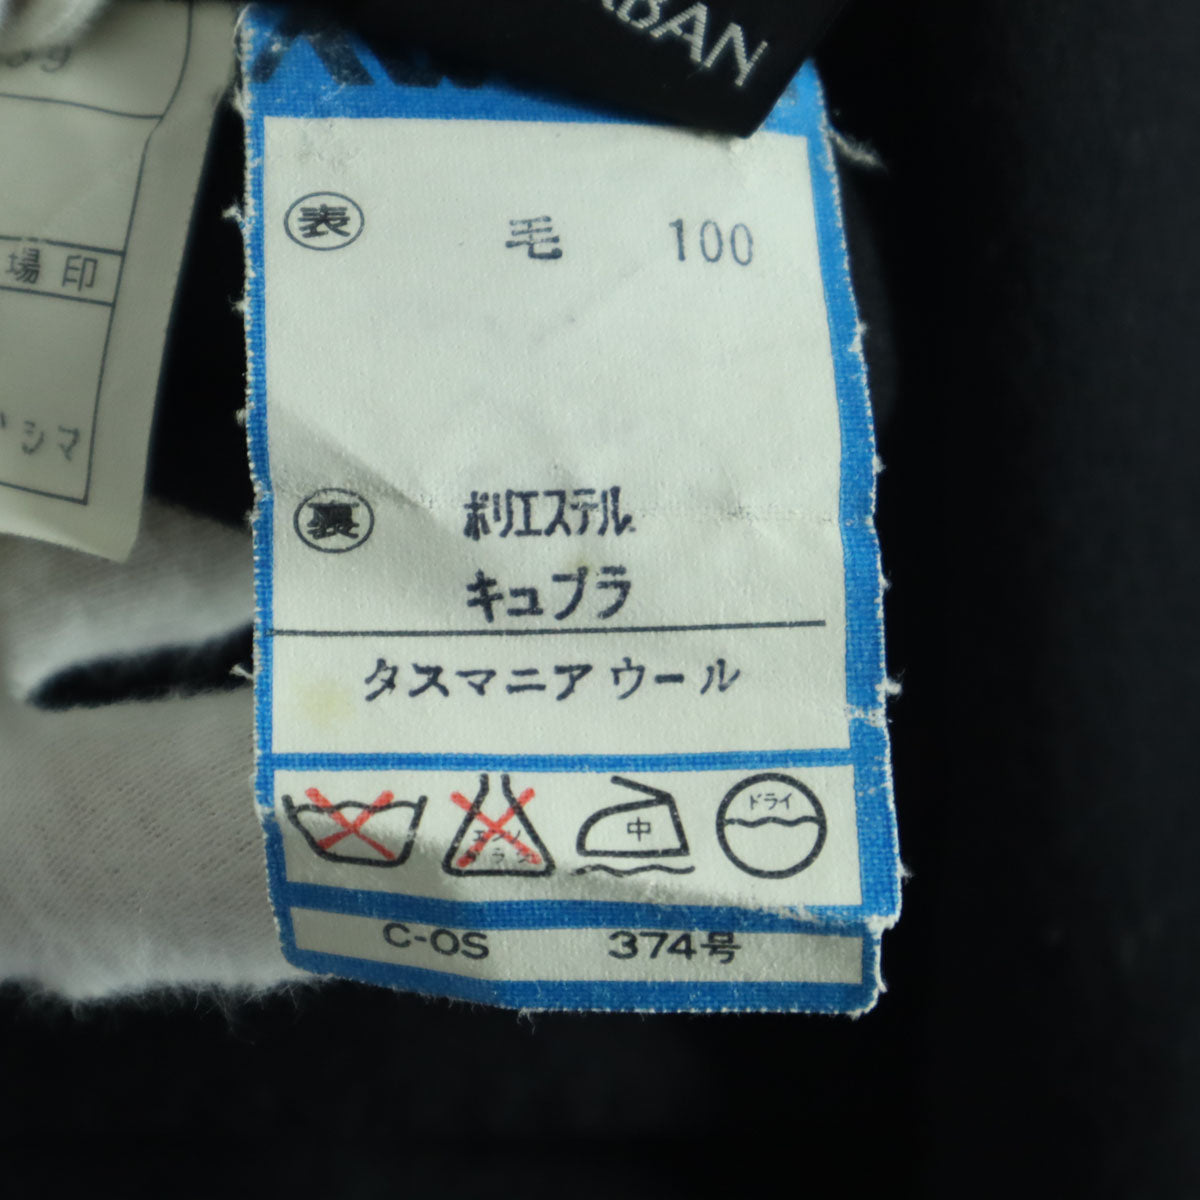 表 毛 100
裏 ポリエステル
キュプラ
タスマニアウール
中 ドライ
C-OS 374号
場印
シマ